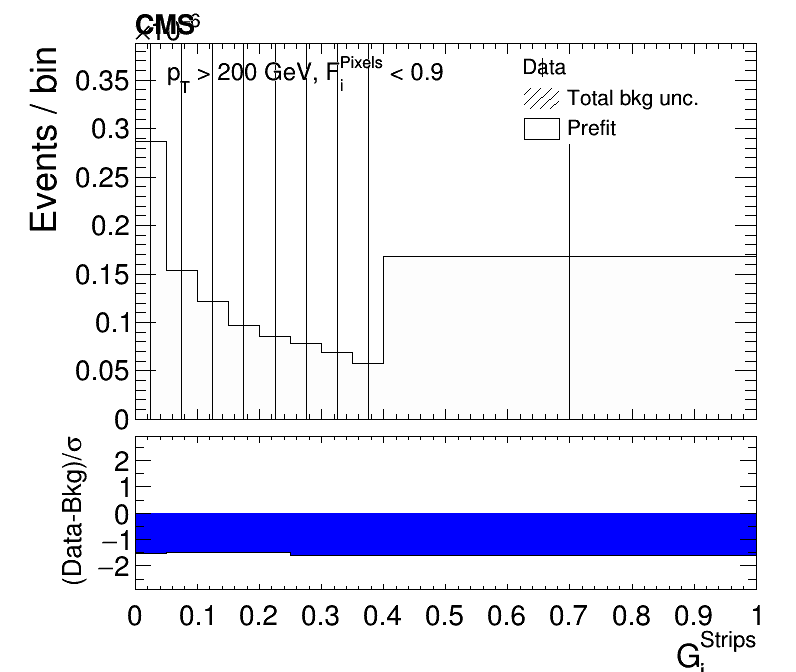 CMS
×10⁻⁶
Events / bin
p_T > 200 GeV, F_i^Pixels < 0.9
Data
Total bkg unc.
Prefit
0.35
0.3
0.25
0.2
0.15
0.1
0.05
0
(Data-Bkg)/σ
2
1
0
−1
−2
0 0.1 0.2 0.3 0.4 0.5 0.6 0.7 0.8 0.9 1
G_i^Strips